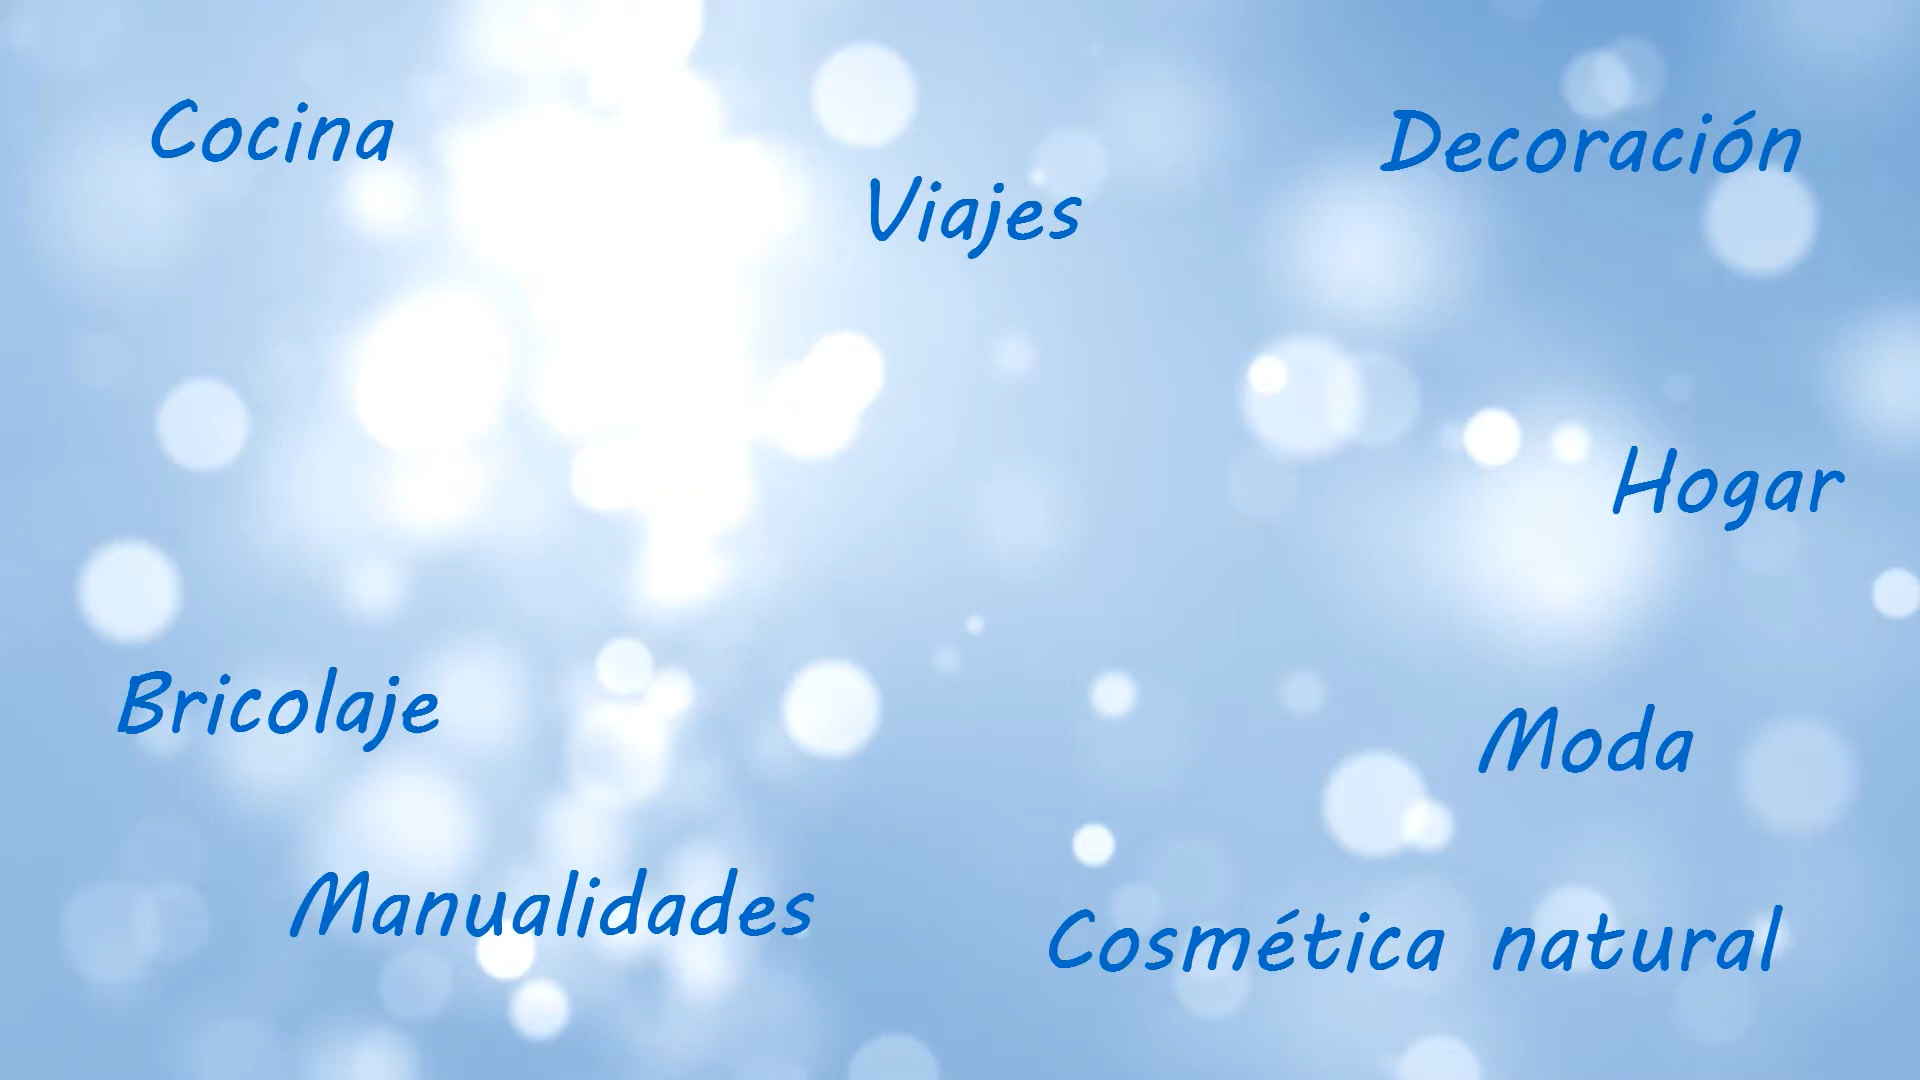 Cocina
Decoración
Viajes
Hogar
Bricolaje
Moda
Manualidades
Cosmética natural